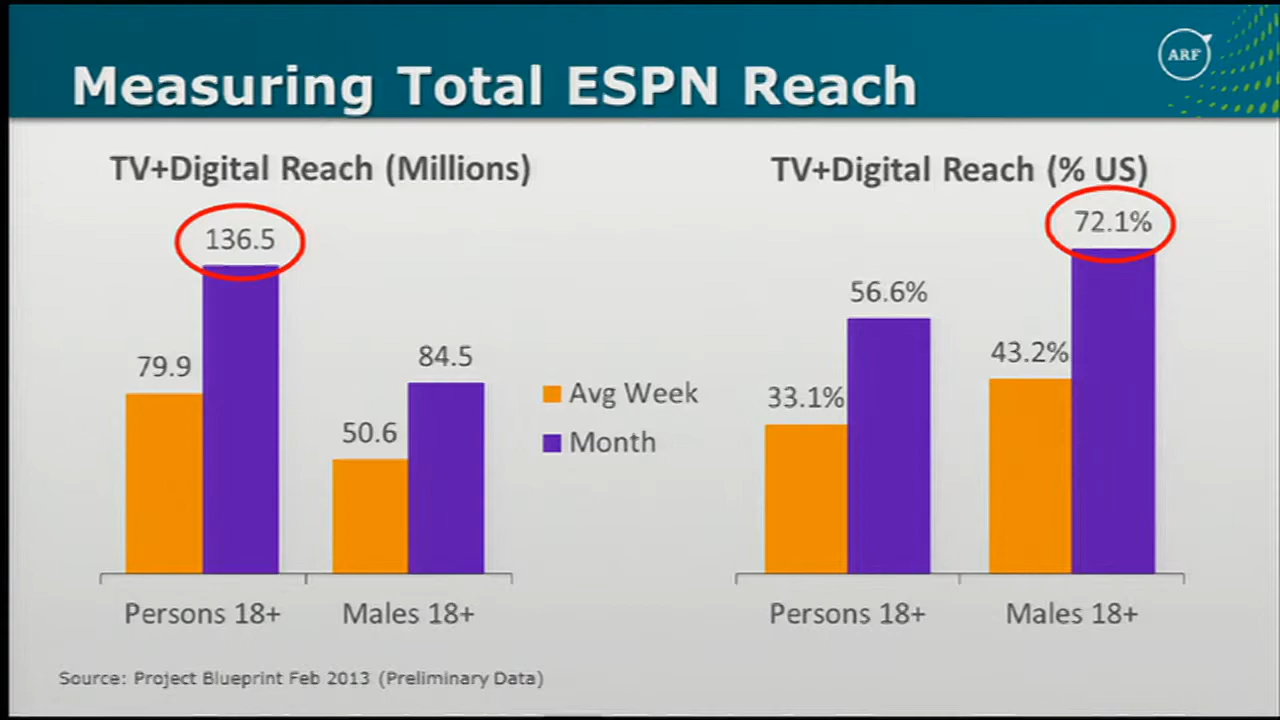 ARF
Measuring Total ESPN Reach
TV+Digital Reach (Millions)
136.5
79.9
84.5
50.6
Persons 18+
Males 18+
Avg Week
Month
TV+Digital Reach (% US)
72.1%
56.6%
43.2%
33.1%
Persons 18+
Males 18+
Source: Project Blueprint Feb 2013 (Preliminary Data)